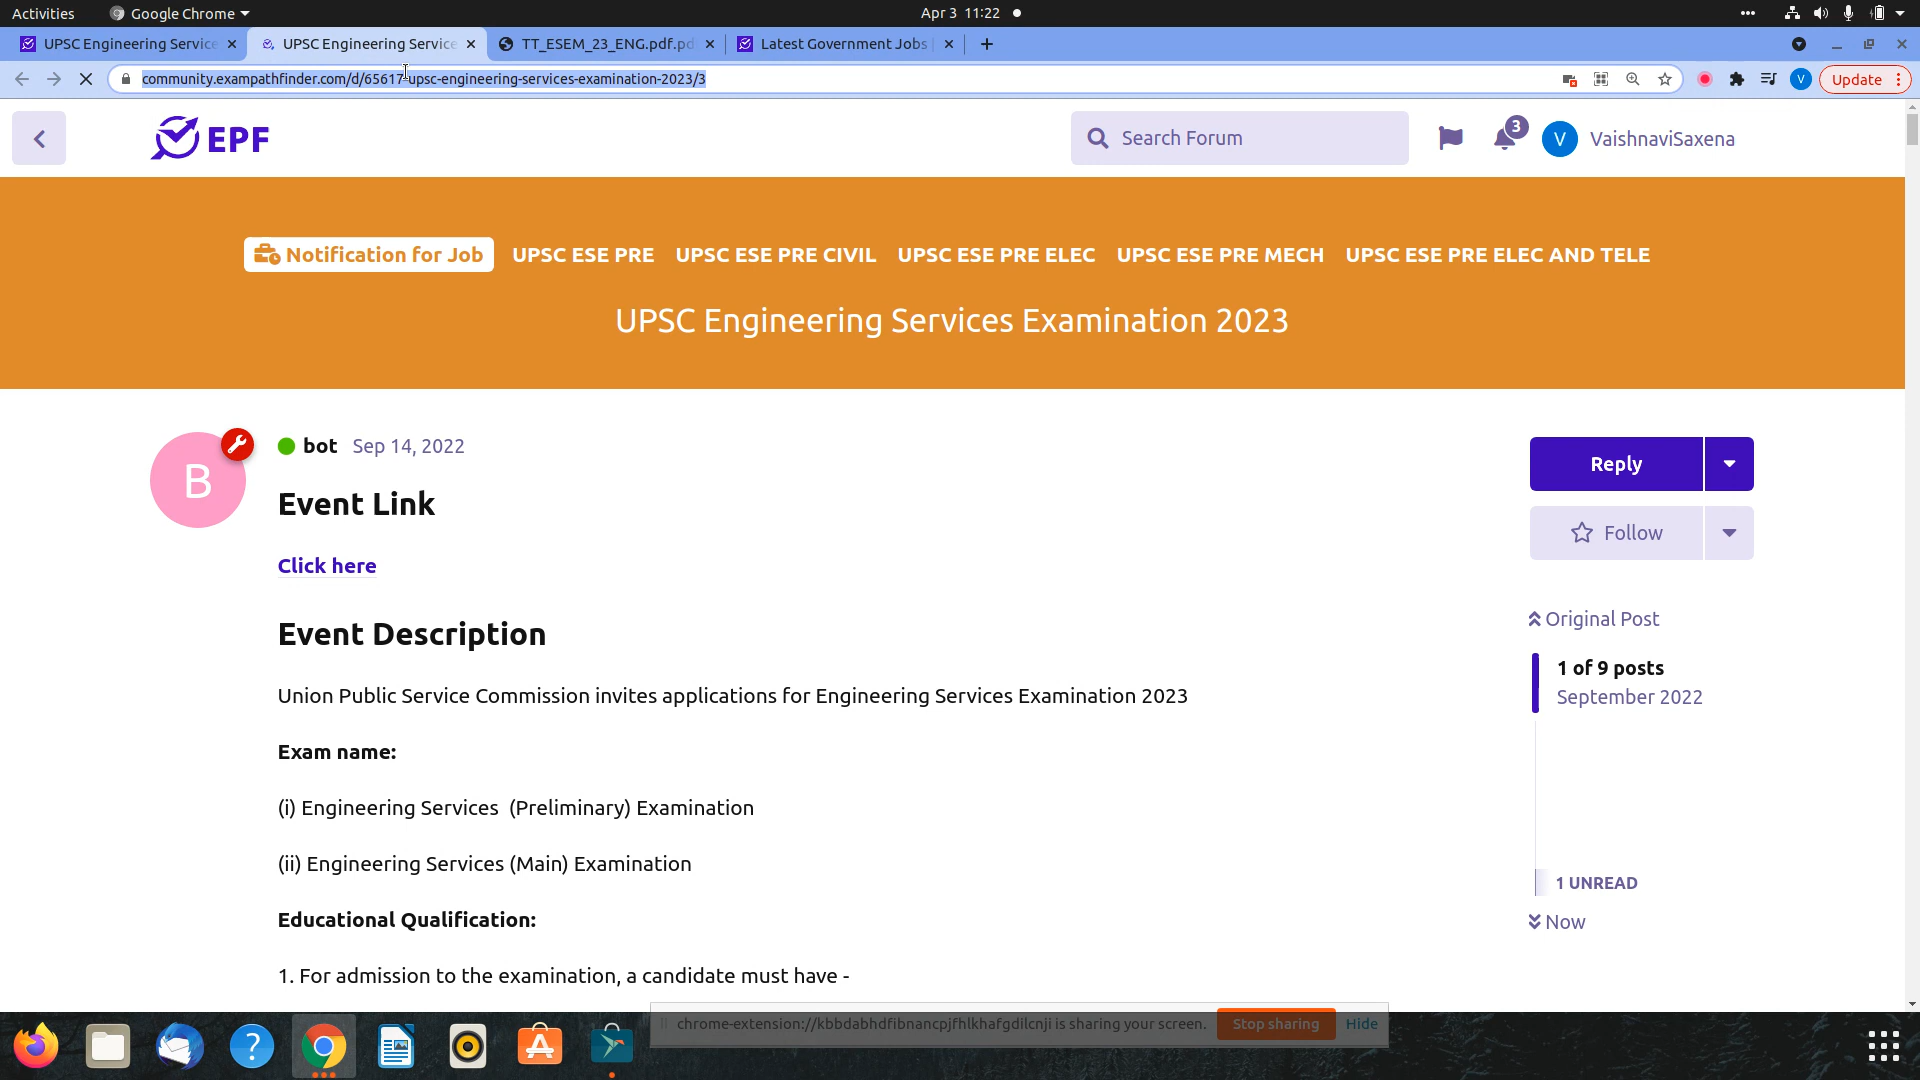 Activities
Google Chrome
Apr 3 11:22
UPSC Engineering Service
UPSC Engineering Service
TT_ESEM_23_ENG.pdf.pd
Latest Government Jobs
community.exampathfinder.com/d/65617-upsc-engineering-services-examination-2023/3
V
Update
EPF
Search Forum
3
V
VaishnaviSaxena
Notification for Job
UPSC ESE PRE
UPSC ESE PRE CIVIL
UPSC ESE PRE ELEC
UPSC ESE PRE MECH
UPSC ESE PRE ELEC AND TELE
UPSC Engineering Services Examination 2023
B
bot
Sep 14, 2022
Event Link
Click here
Event Description
Union Public Service Commission invites applications for Engineering Services Examination 2023
Exam name:
(i) Engineering Services (Preliminary) Examination
(ii) Engineering Services (Main) Examination
Educational Qualification:
1. For admission to the examination, a candidate must have -
Reply
Follow
Original Post
1 of 9 posts
September 2022
1 UNREAD
Now
chrome-extension://kbbdabhdfibnancpjfhlkhafgdilcnji is sharing your screen.
Stop sharing
Hide